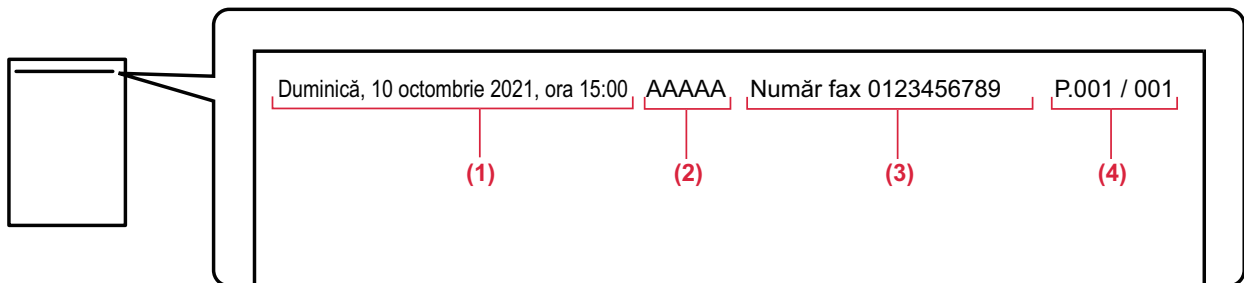 Duminică, 10 octombrie 2021, ora 15:00 AAAAA Număr fax 0123456789 P.001 / 001
(1) (2) (3) (4)